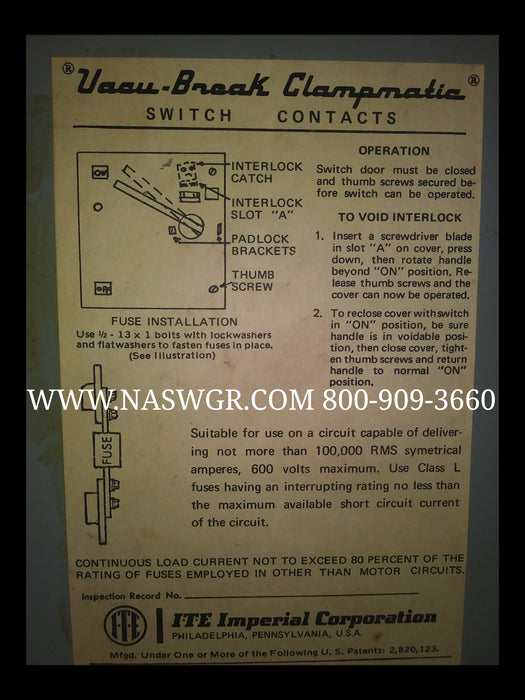 ® Vacu-Break Clampmatic ®
SWITCH CONTACTS
ON
OFF
INTERLOCK
CATCH
INTERLOCK
SLOT "A"
PADLOCK
BRACKETS
THUMB
SCREW
FUSE INSTALLATION
Use ½ - 13 x 1 bolts with lockwashers
and flatwashers to fasten fuses in place.
(See Illustration)
OPERATION
Switch door must be closed
and thumb screws secured be-
fore switch can be operated.
TO VOID INTERLOCK
1. Insert a screwdriver blade
in slot "A" on cover, press
down, then rotate handle
beyond "ON" position. Re-
lease thumb screws and the
cover can now be operated.
2. To reclose cover with switch
in "ON" position, be sure
handle is in voidable posi-
tion, then close cover, tight-
en thumb screws and return
handle to normal "ON"
position.
WWW.NASWGR.COM 800-909-3660
FUSE
Suitable for use on a circuit capable of deliver-
ing not more than 100,000 RMS symetrical
amperes, 600 volts maximum. Use Class L
fuses having an interrupting rating no less than
the maximum available short circuit current
of the circuit.
CONTINUOUS LOAD CURRENT NOT TO EXCEED 80 PERCENT OF THE
RATING OF FUSES EMPLOYED IN OTHER THAN MOTOR CIRCUITS.
Inspection Record No.
I-T-E ITE Imperial Corporation
PHILADELPHIA, PENNSYLVANIA, U.S.A.
Mfgd. Under One or More of the Following U.S. Patents: 2,820,123.